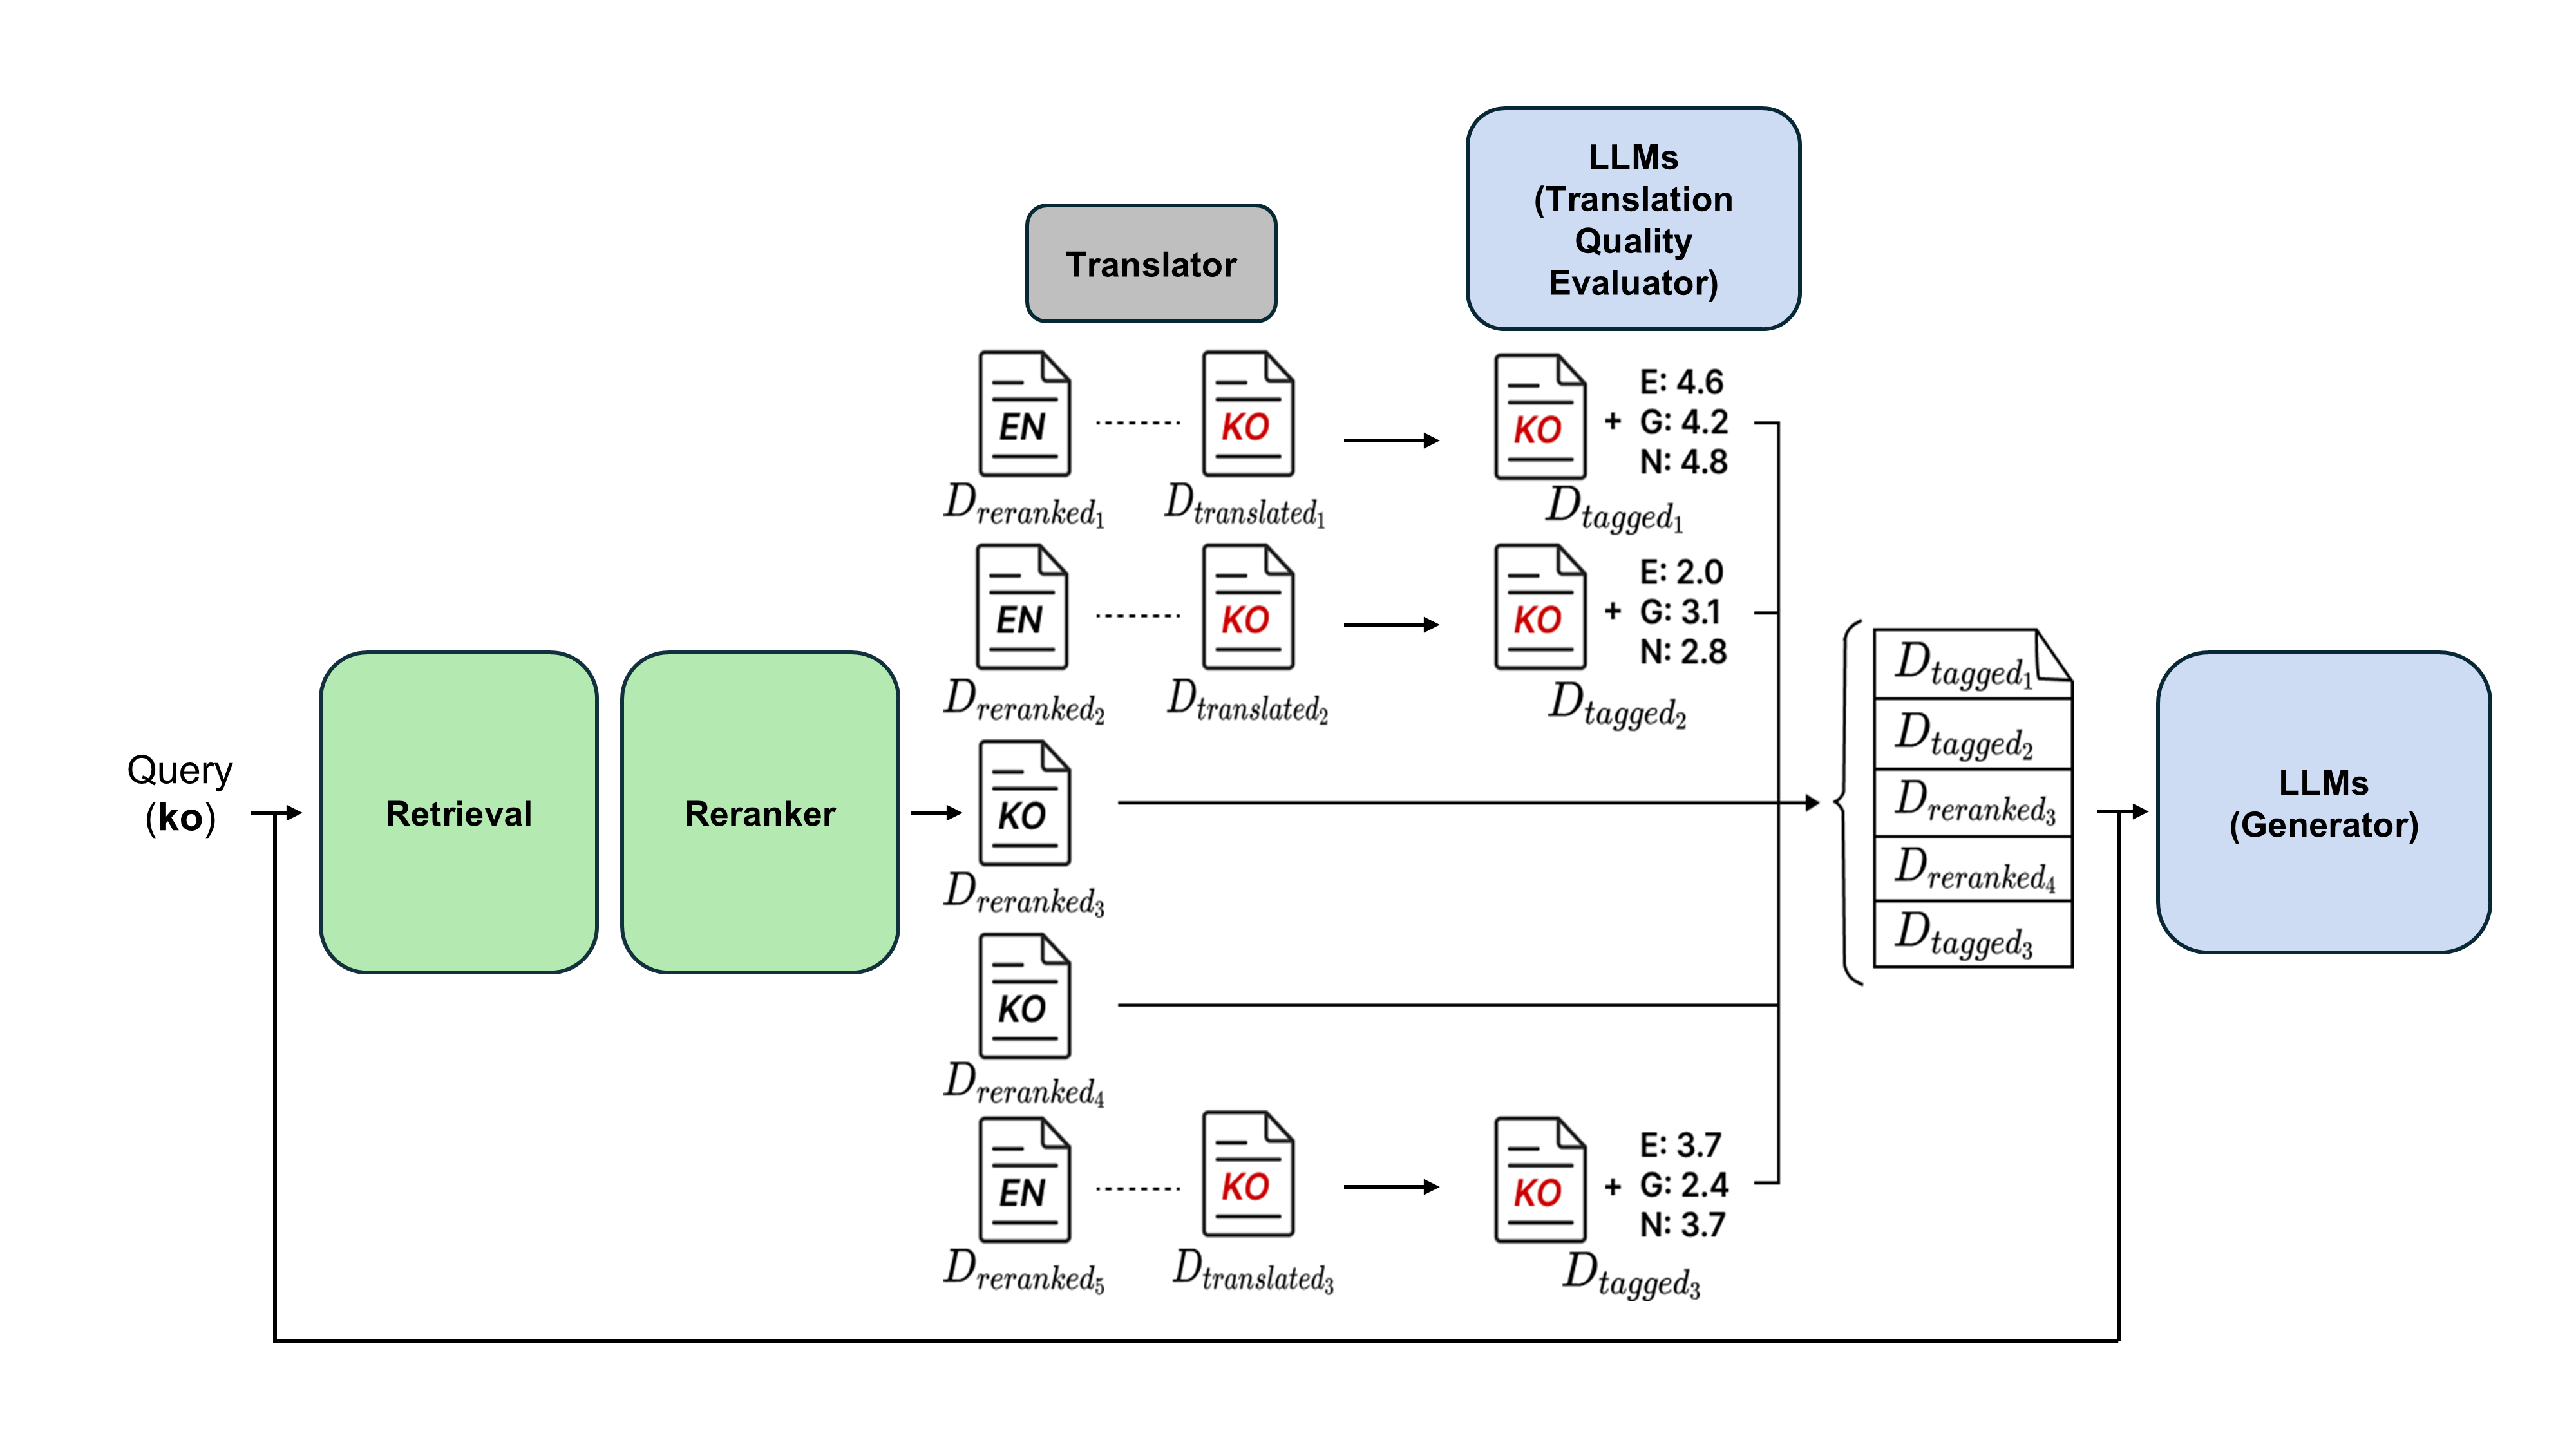 LLMs
(Translation
Quality
Evaluator)
Translator
EN
KO
KO
+
E: 4.6
G: 4.2
N: 4.8
D_{reranked_1}
D_{translated_1}
D_{tagged_1}
EN
KO
KO
+
E: 2.0
G: 3.1
N: 2.8
D_{reranked_2}
D_{translated_2}
D_{tagged_2}
Query
(ko)
Retrieval
Reranker
KO
D_{reranked_3}
KO
D_{reranked_4}
EN
KO
KO
+
E: 3.7
G: 2.4
N: 3.7
D_{reranked_5}
D_{translated_3}
D_{tagged_3}
D_{tagged_1}
D_{tagged_2}
D_{reranked_3}
D_{reranked_4}
D_{tagged_3}
LLMs
(Generator)